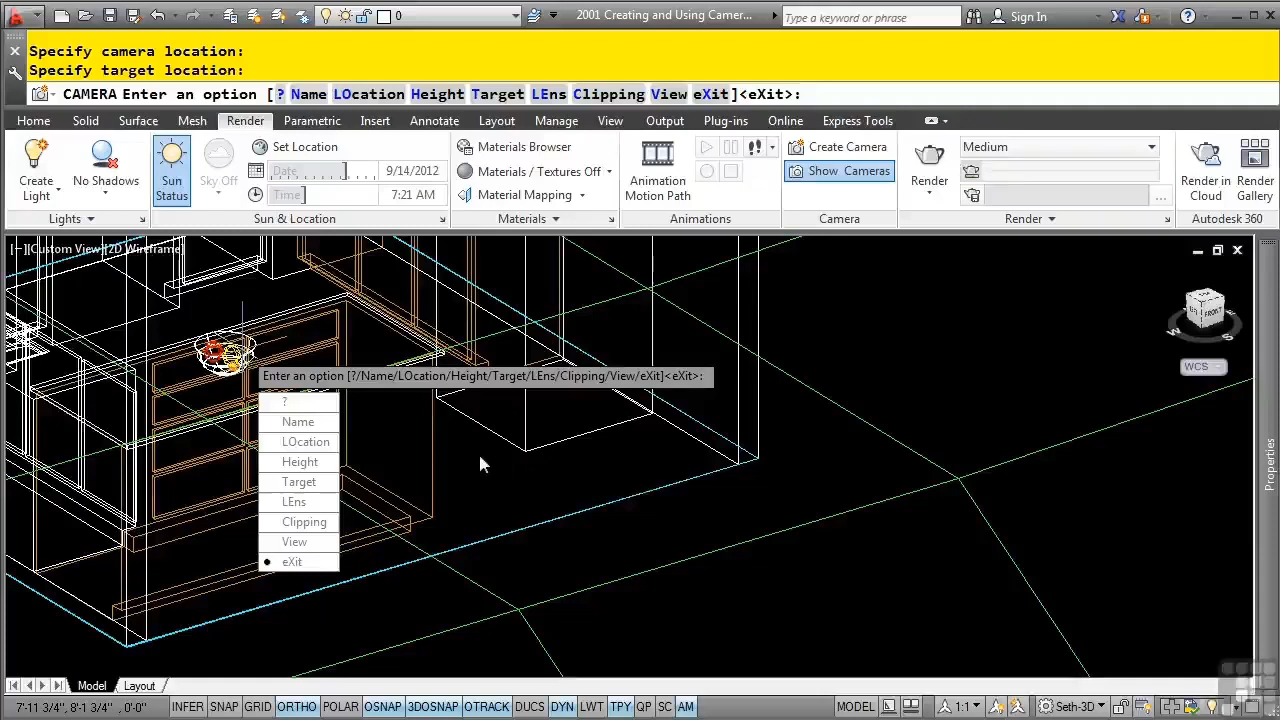 0
2001 Creating and Using Camer...
Type a keyword or phrase
Sign In
Specify camera location:
Specify target location:
CAMERA Enter an option [? Name LOcation Height Target LEns Clipping View eXit]<eXit>:
Home Solid Surface Mesh Render Parametric Insert Annotate Layout Manage View Output Plug-ins Online Express Tools
Create Light
No Shadows
Lights
Sun Status
Sky Off
Set Location
Date 9/14/2012
Time 7:21 AM
Sun & Location
Materials Browser
Materials / Textures Off
Material Mapping
Materials
Animation Motion Path
Animations
Create Camera
Show Cameras
Camera
Render
Medium
...
Render
Render in Cloud
Render Gallery
Autodesk 360
[−][Custom View][2D Wireframe]
FRONT
W
S
WCS
Enter an option [?/Name/LOcation/Height/Target/LEns/Clipping/View/eXit]<eXit>:
?
Name
LOcation
Height
Target
LEns
Clipping
View
eXit
Properties
Model Layout
7'-11 3/4", 8'-1 3/4" , 0'-0"
INFER SNAP GRID ORTHO POLAR OSNAP 3DOSNAP OTRACK DUCS DYN LWT TPY QP SC AM
MODEL
1:1
Seth-3D